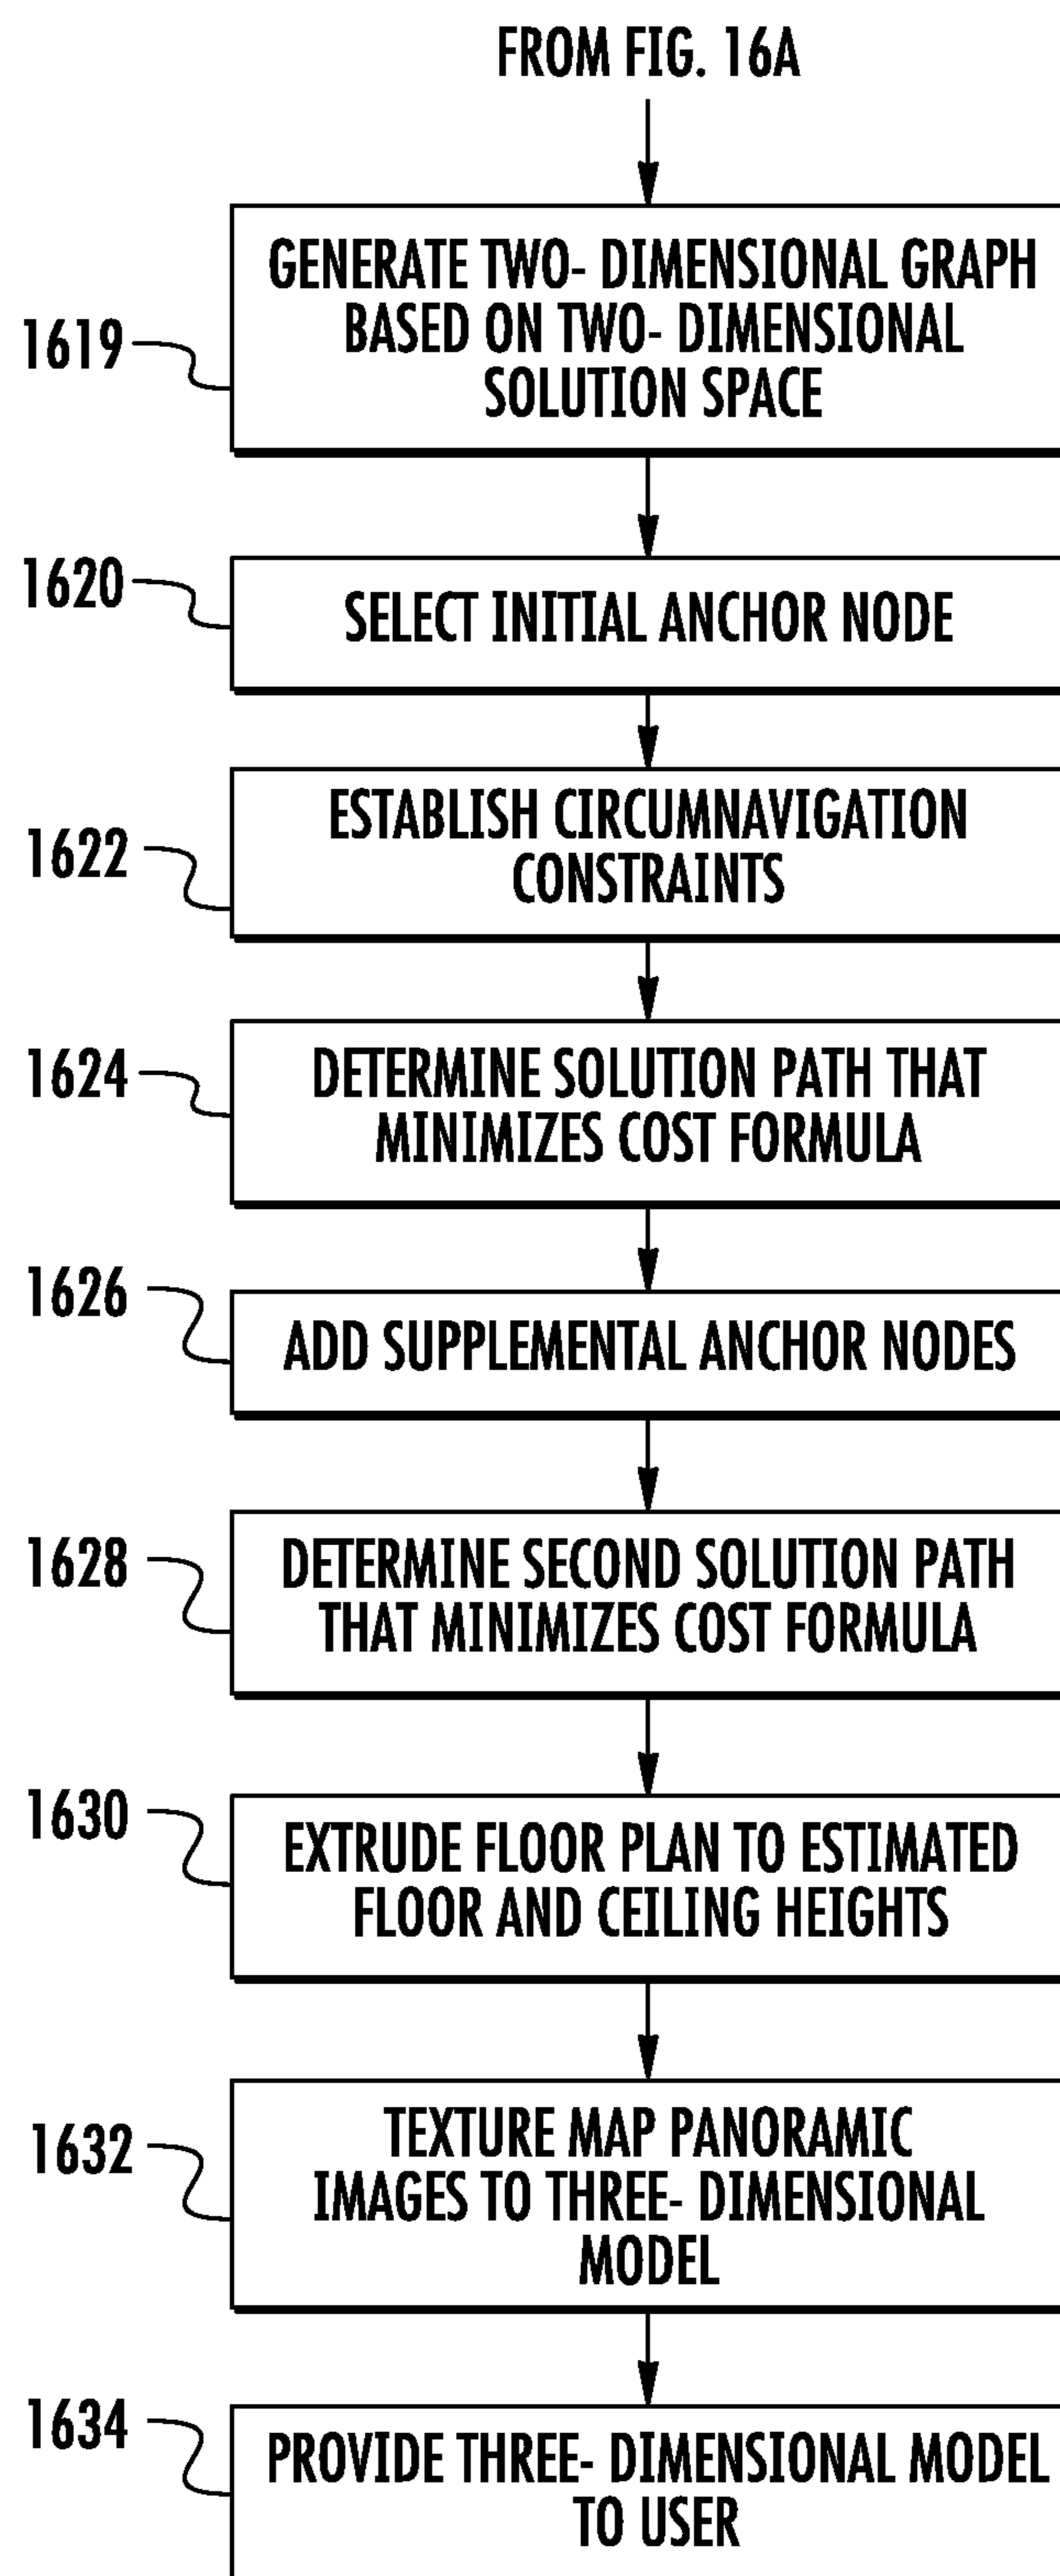 FROM FIG. 16A
GENERATE TWO- DIMENSIONAL GRAPH
BASED ON TWO- DIMENSIONAL
SOLUTION SPACE
1619
1620
SELECT INITIAL ANCHOR NODE
ESTABLISH CIRCUMNAVIGATION
CONSTRAINTS
1622
1624
DETERMINE SOLUTION PATH THAT
MINIMIZES COST FORMULA
1626
ADD SUPPLEMENTAL ANCHOR NODES
1628
DETERMINE SECOND SOLUTION PATH
THAT MINIMIZES COST FORMULA
1630
EXTRUDE FLOOR PLAN TO ESTIMATED
FLOOR AND CEILING HEIGHTS
1632
TEXTURE MAP PANORAMIC
IMAGES TO THREE- DIMENSIONAL
MODEL
1634
PROVIDE THREE- DIMENSIONAL MODEL
TO USER